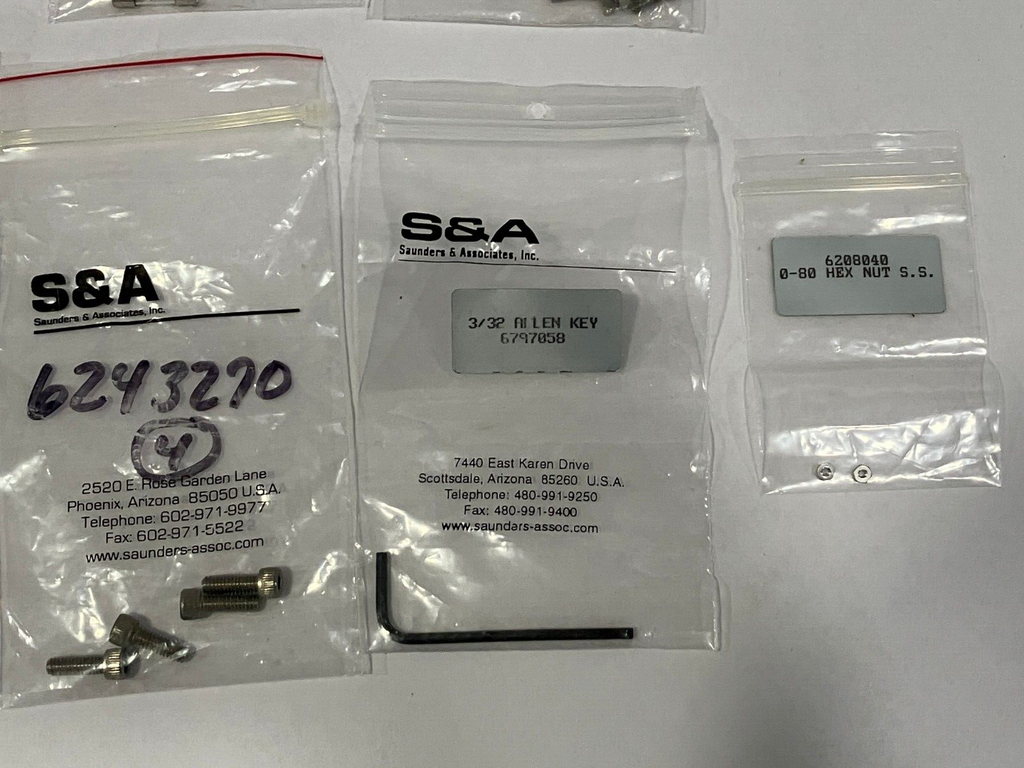 S&A
Saunders & Associates, Inc.
6243270
4
2520 E. Rose Garden Lane
Phoenix, Arizona 85050 U.S.A.
Telephone: 602-971-9977
Fax: 602-971-5522
www.saunders-assoc.com
S&A
Saunders & Associates, Inc.
3/32 ALLEN KEY
6797058
7440 East Karen Drive
Scottsdale, Arizona 85260 U.S.A.
Telephone: 480-991-9250
Fax: 480-991-9400
www.saunders-assoc.com
6208040
0-80 HEX NUT S.S.